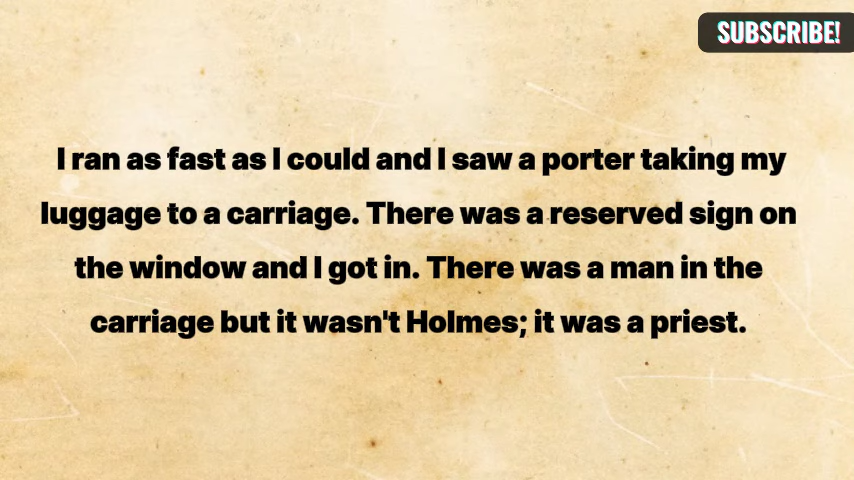 SUBSCRIBE!
I ran as fast as I could and I saw a porter taking my
luggage to a carriage. There was a reserved sign on
the window and I got in. There was a man in the
carriage but it wasn't Holmes; it was a priest.